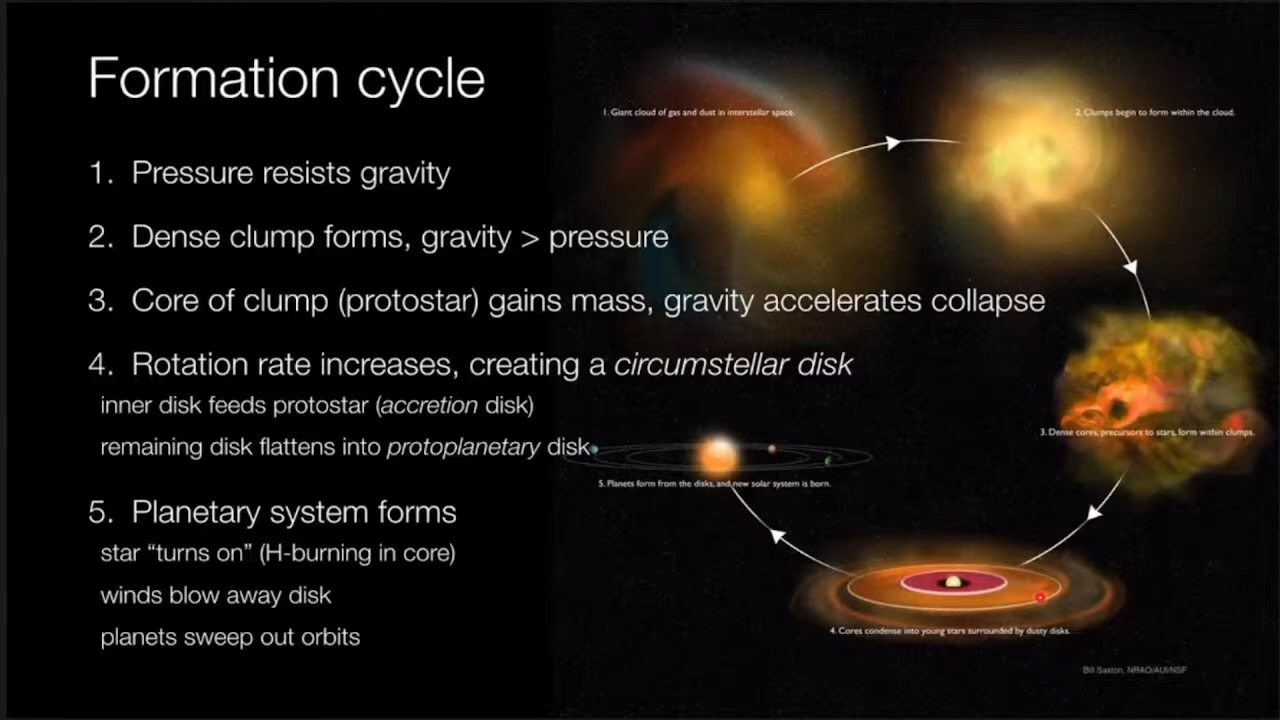 Formation cycle
1. Pressure resists gravity
2. Dense clump forms, gravity > pressure
3. Core of clump (protostar) gains mass, gravity accelerates collapse
4. Rotation rate increases, creating a circumstellar disk
inner disk feeds protostar (accretion disk)
remaining disk flattens into protoplanetary disk
5. Planetary system forms
star “turns on” (H-burning in core)
winds blow away disk
planets sweep out orbits
1. Giant cloud of gas and dust in interstellar space.
2. Clumps begin to form within the cloud.
3. Dense cores, precursors to stars, form within clumps.
4. Cores condense into young stars surrounded by dusty disks.
5. Planets form from the disks, and new solar system is born.
Bill Saxton, NRAO/AUI/NSF